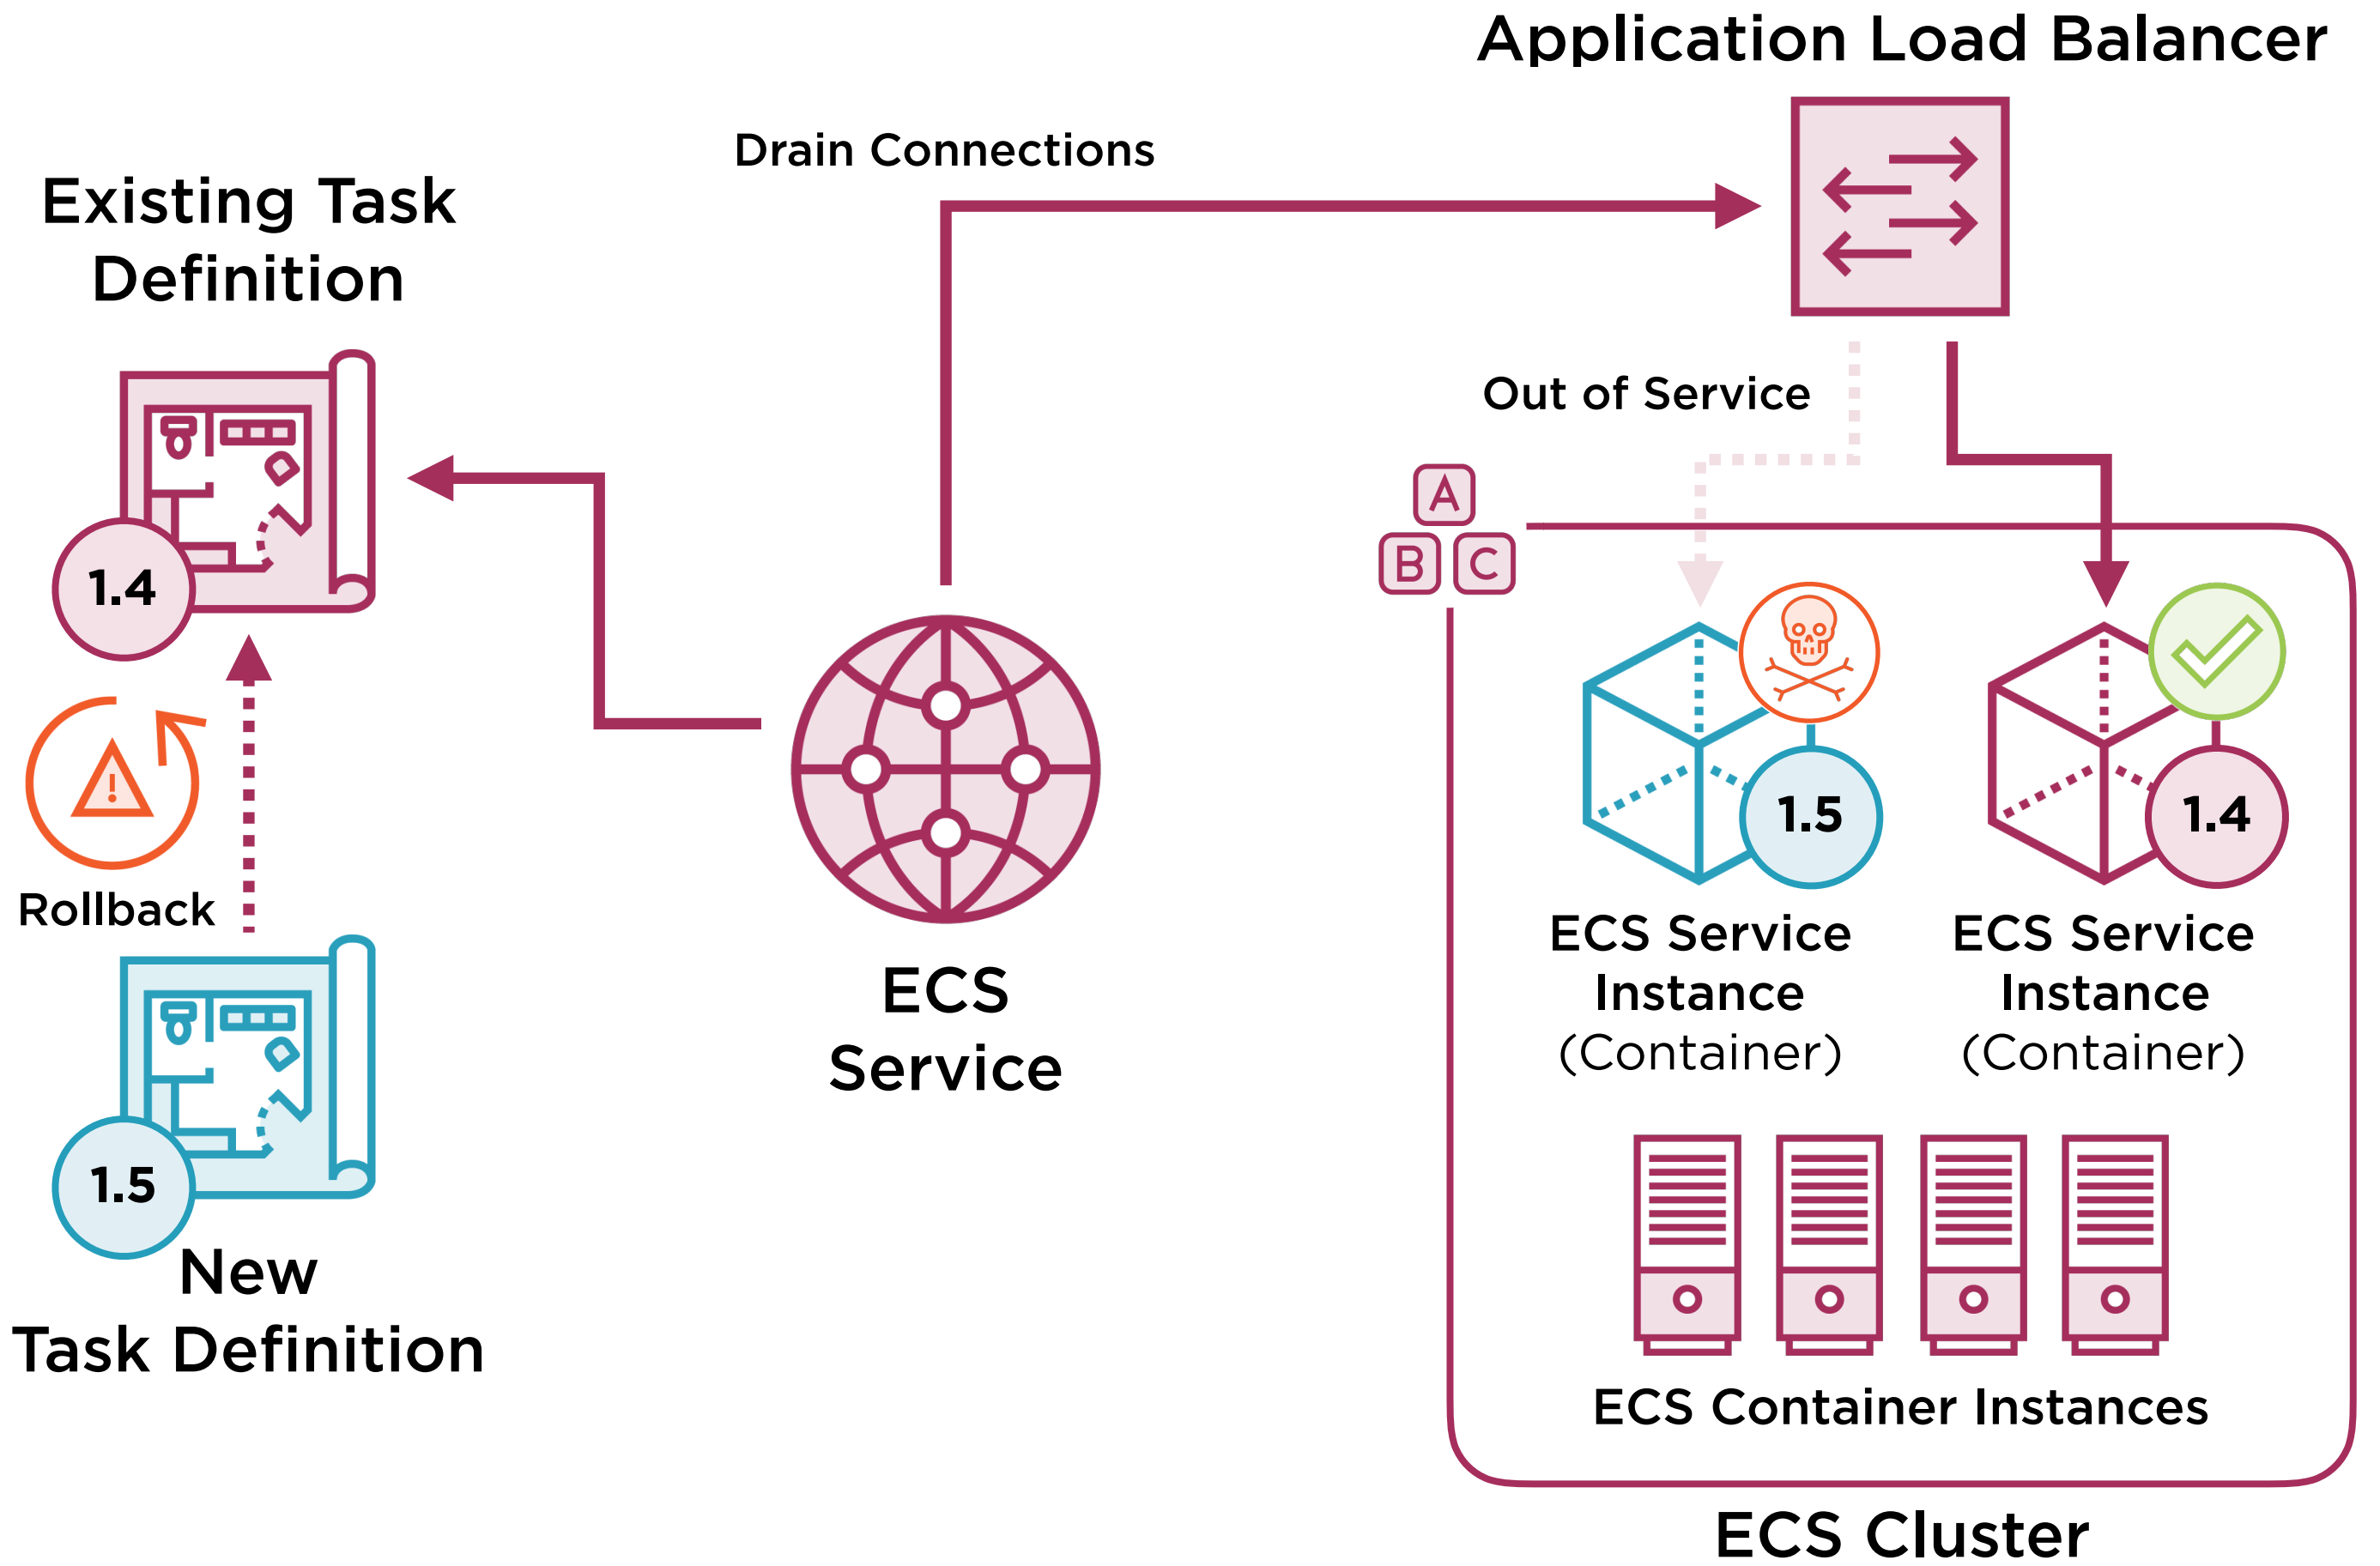 Application Load Balancer
Drain Connections
Existing Task
Definition
Out of Service
A
B
C
1.4
Rollback
1.5
1.4
ECS
Service
ECS Service
Instance
(Container)
ECS Service
Instance
(Container)
1.5
New
Task Definition
ECS Container Instances
ECS Cluster